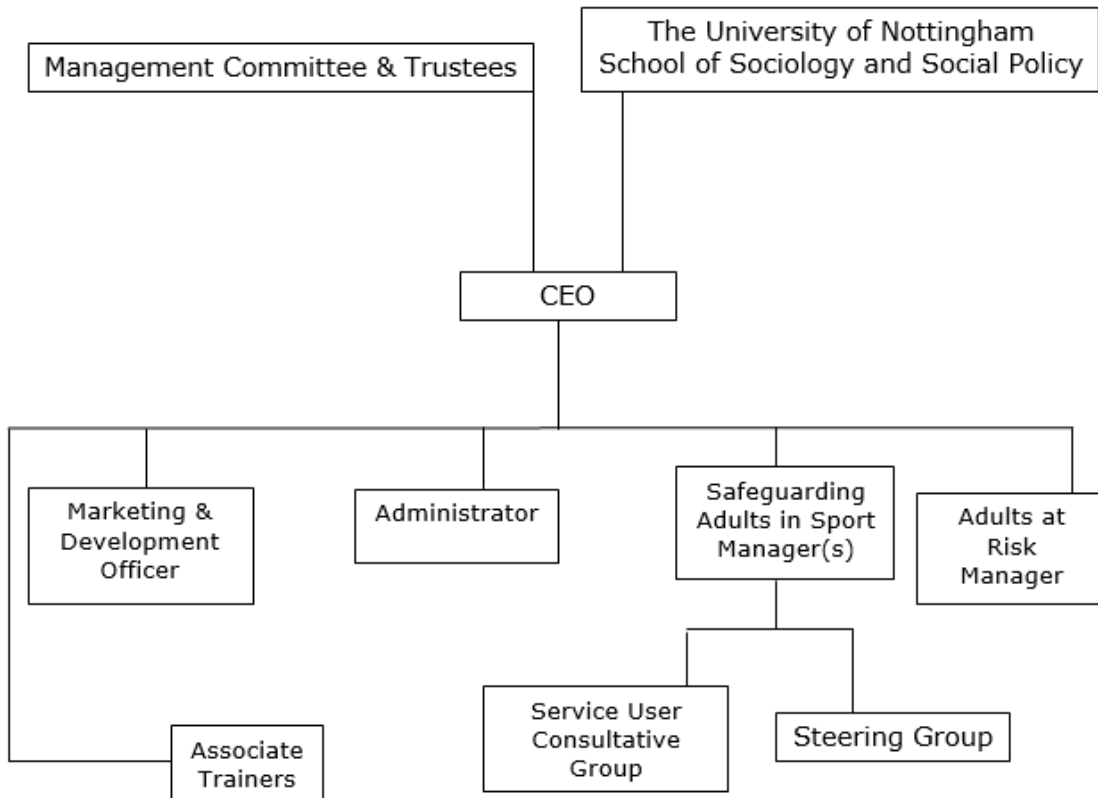 Management Committee & Trustees
The University of Nottingham
School of Sociology and Social Policy
CEO
Marketing &
Development
Officer
Administrator
Safeguarding
Adults in Sport
Manager(s)
Adults at
Risk
Manager
Associate
Trainers
Service User
Consultative
Group
Steering Group